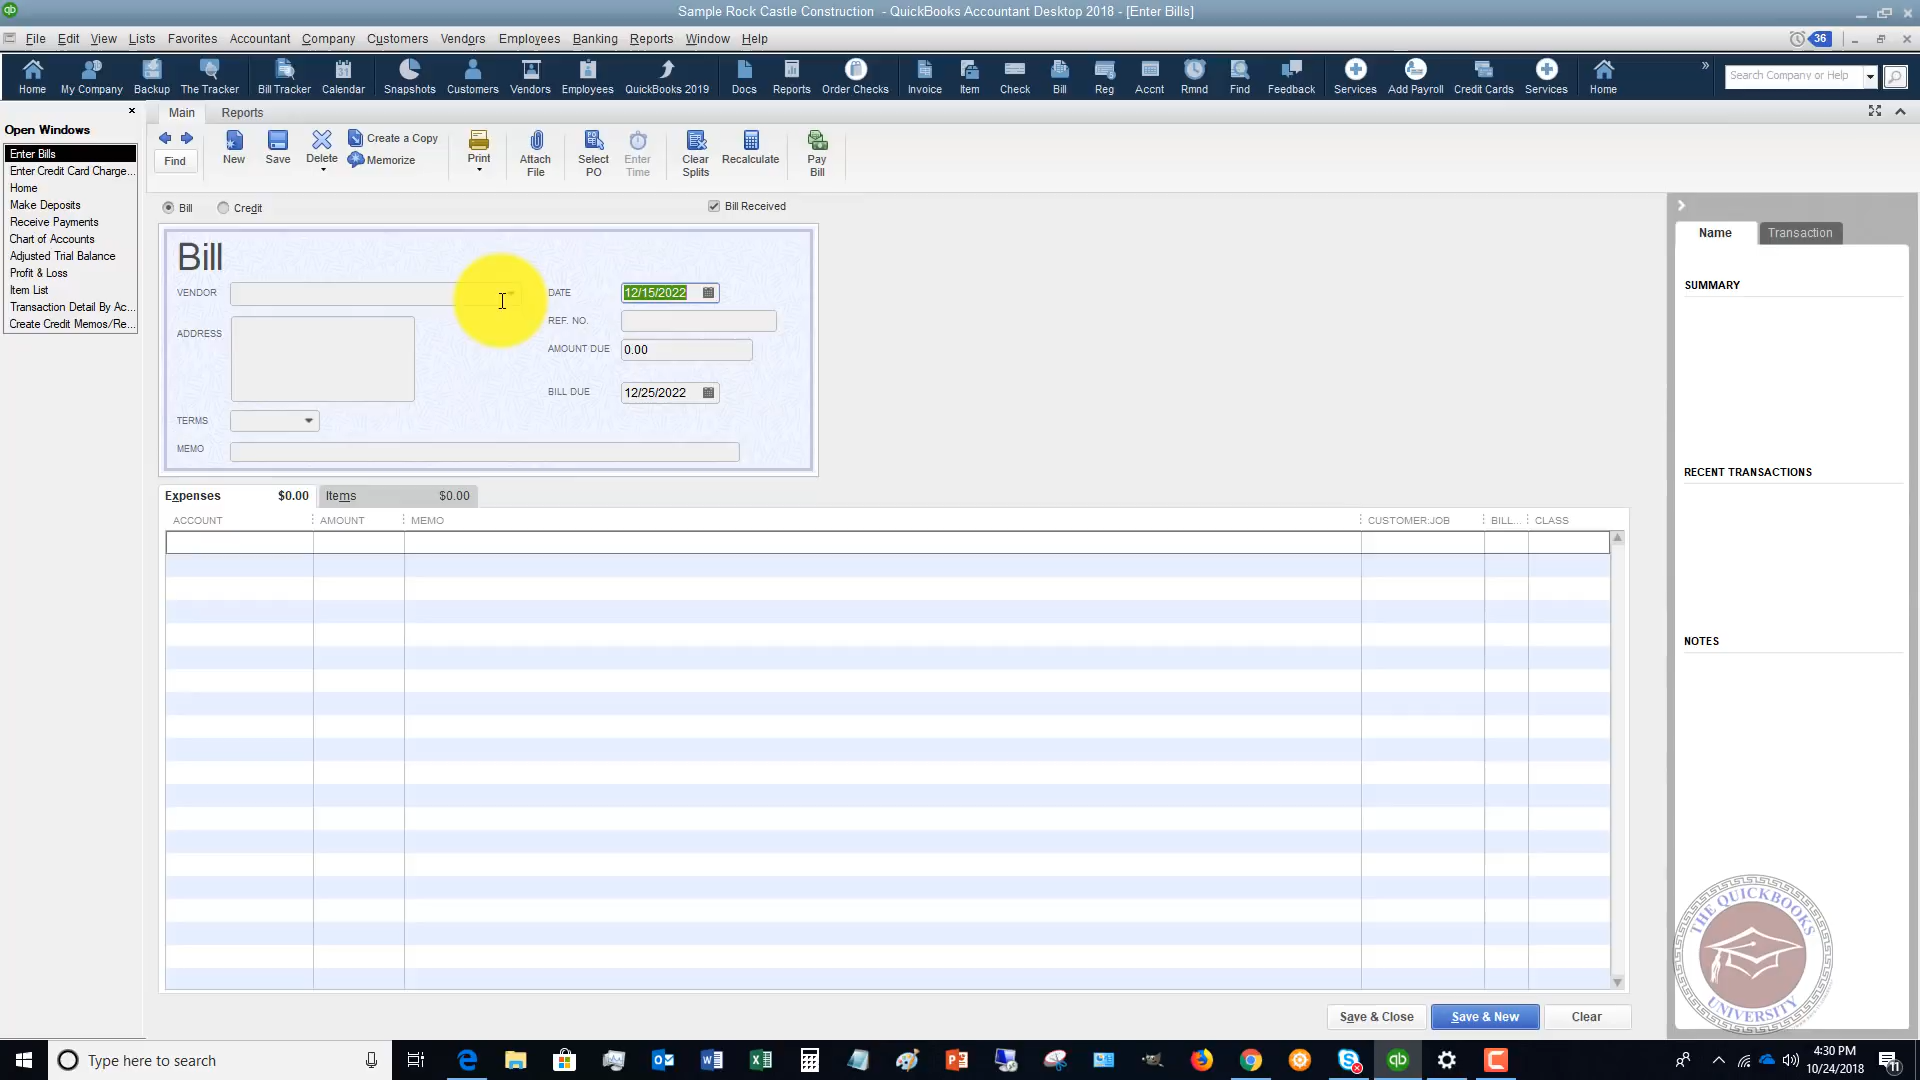 Sample Rock Castle Construction - QuickBooks Accountant Desktop 2018 - [Enter Bills]
File Edit View Lists Favorites Accountant Company Customers Vendors Employees Banking Reports Window Help
36
Home My Company Backup The Tracker Bill Tracker Calendar Snapshots Customers Vendors Employees QuickBooks 2019 Docs Reports Order Checks Invoice Item Check Bill Reg Accnt Rmnd Find Feedback Services Add Payroll Credit Cards Services Home
Search Company or Help
Open Windows
Enter Bills
Enter Credit Card Charge...
Home
Make Deposits
Receive Payments
Chart of Accounts
Adjusted Trial Balance
Profit & Loss
Item List
Transaction Detail By Ac...
Create Credit Memos/Re...
Main Reports
Find
New
Save
Delete
Create a Copy
Memorize
Print
Attach
File
Select
PO
Enter
Time
Clear
Splits
Recalculate
Pay
Bill
Bill Credit Bill Received
Bill
VENDOR
ADDRESS
TERMS
MEMO
DATE 12/15/2022
REF. NO.
AMOUNT DUE 0.00
BILL DUE 12/25/2022
Expenses $0.00 Items $0.00
ACCOUNT AMOUNT MEMO CUSTOMER:JOB BILL... CLASS
Save & Close Save & New Clear
Name Transaction
SUMMARY
RECENT TRANSACTIONS
NOTES
THE QUICKBOOKS
UNIVERSITY
Type here to search
4:30 PM
10/24/2018
11